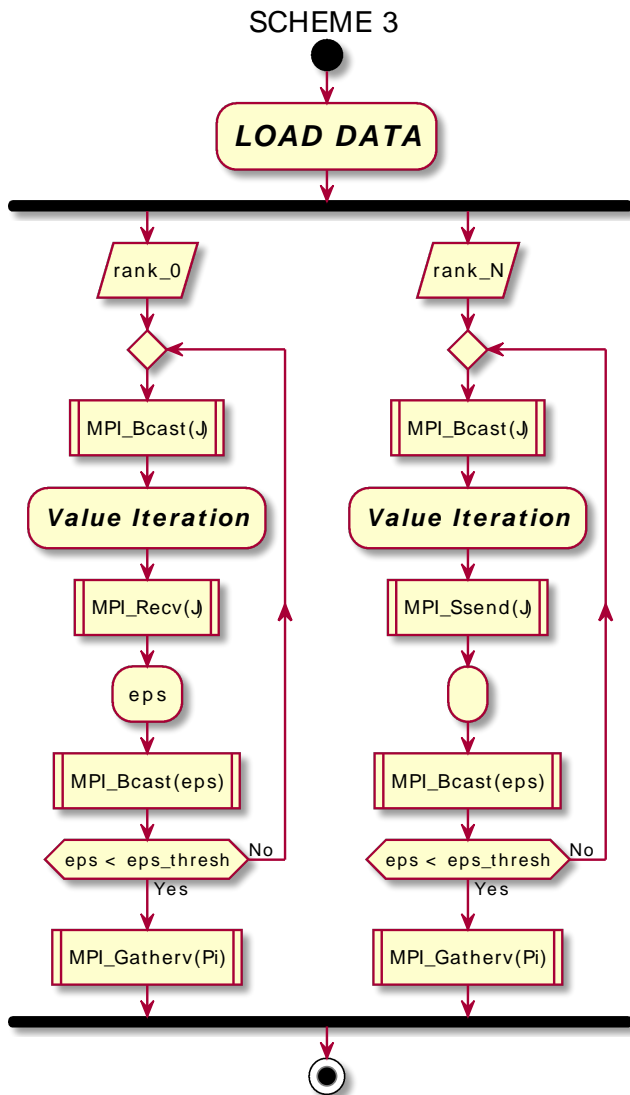 SCHEME 3
LOAD DATA
rank_0
MPI_Bcast(J)
Value Iteration
MPI_Recv(J)
eps
MPI_Bcast(eps)
eps < eps_thresh
No
Yes
MPI_Gatherv(Pi)
rank_N
MPI_Bcast(J)
Value Iteration
MPI_Ssend(J)
MPI_Bcast(eps)
eps < eps_thresh
No
Yes
MPI_Gatherv(Pi)